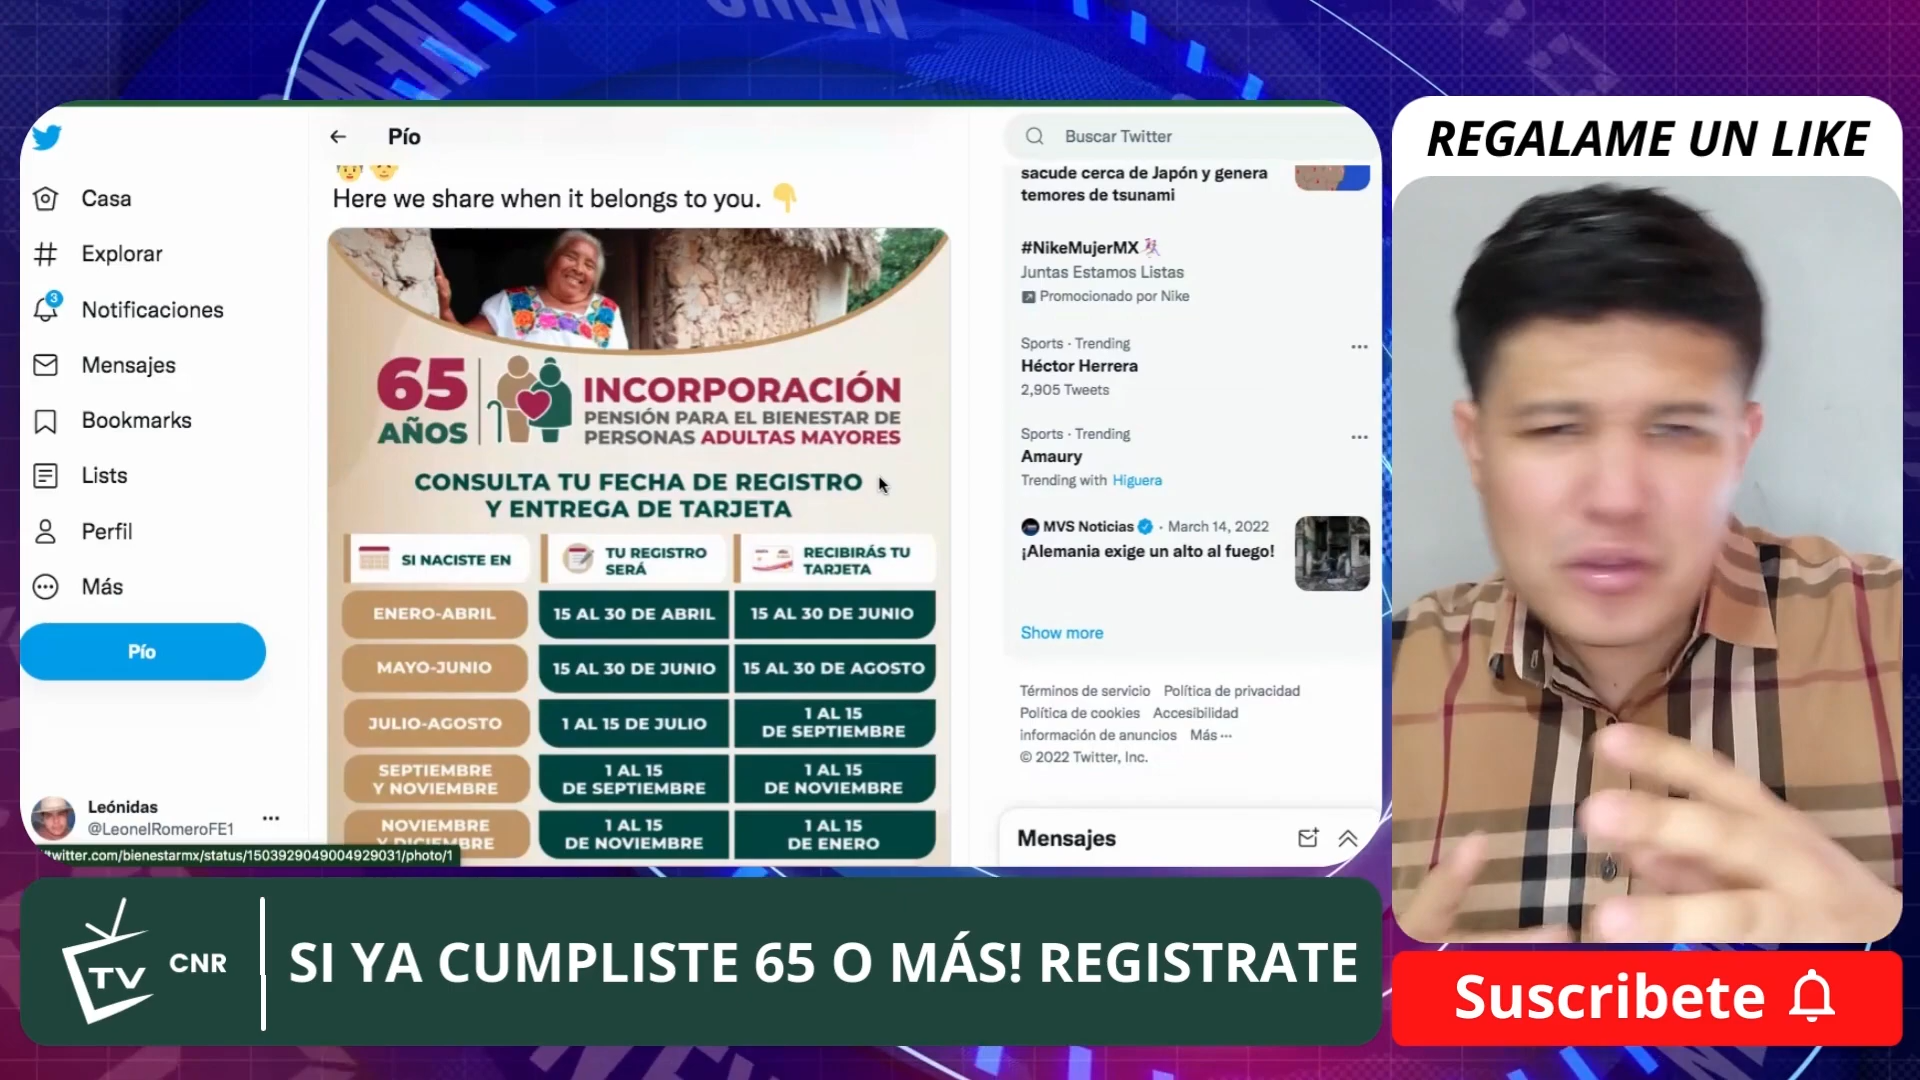 NEWS
Pío
Buscar Twitter
REGALAME UN LIKE
Casa
Explorar
Notificaciones
3
Mensajes
Bookmarks
Lists
Perfil
Más
Pío
Leónidas
@LeonelRomeroFE1
twitter.com/bienestarmx/status/1503929049004929031/photo/1
Here we share when it belongs to you.
65
AÑOS
INCORPORACIÓN
PENSIÓN PARA EL BIENESTAR DE
PERSONAS ADULTAS MAYORES
CONSULTA TU FECHA DE REGISTRO
Y ENTREGA DE TARJETA
SI NACISTE EN
TU REGISTRO
SERÁ
RECIBIRÁS TU
TARJETA
ENERO-ABRIL
15 AL 30 DE ABRIL
15 AL 30 DE JUNIO
MAYO-JUNIO
15 AL 30 DE JUNIO
15 AL 30 DE AGOSTO
JULIO-AGOSTO
1 AL 15 DE JULIO
1 AL 15
DE SEPTIEMBRE
SEPTIEMBRE
Y NOVIEMBRE
1 AL 15
DE SEPTIEMBRE
1 AL 15
DE NOVIEMBRE
NOVIEMBRE
Y DICIEMBRE
1 AL 15
DE NOVIEMBRE
1 AL 15
DE ENERO
sacude cerca de Japón y genera
temores de tsunami
#NikeMujerMX
Juntas Estamos Listas
Promocionado por Nike
Sports · Trending
Héctor Herrera
2,905 Tweets
Sports · Trending
Amaury
Trending with Higuera
MVS Noticias · March 14, 2022
¡Alemania exige un alto al fuego!
Show more
Términos de servicio Política de privacidad
Política de cookies Accesibilidad
información de anuncios Más ···
© 2022 Twitter, Inc.
Mensajes
TV
CNR
SI YA CUMPLISTE 65 O MÁS! REGISTRATE
Suscribete